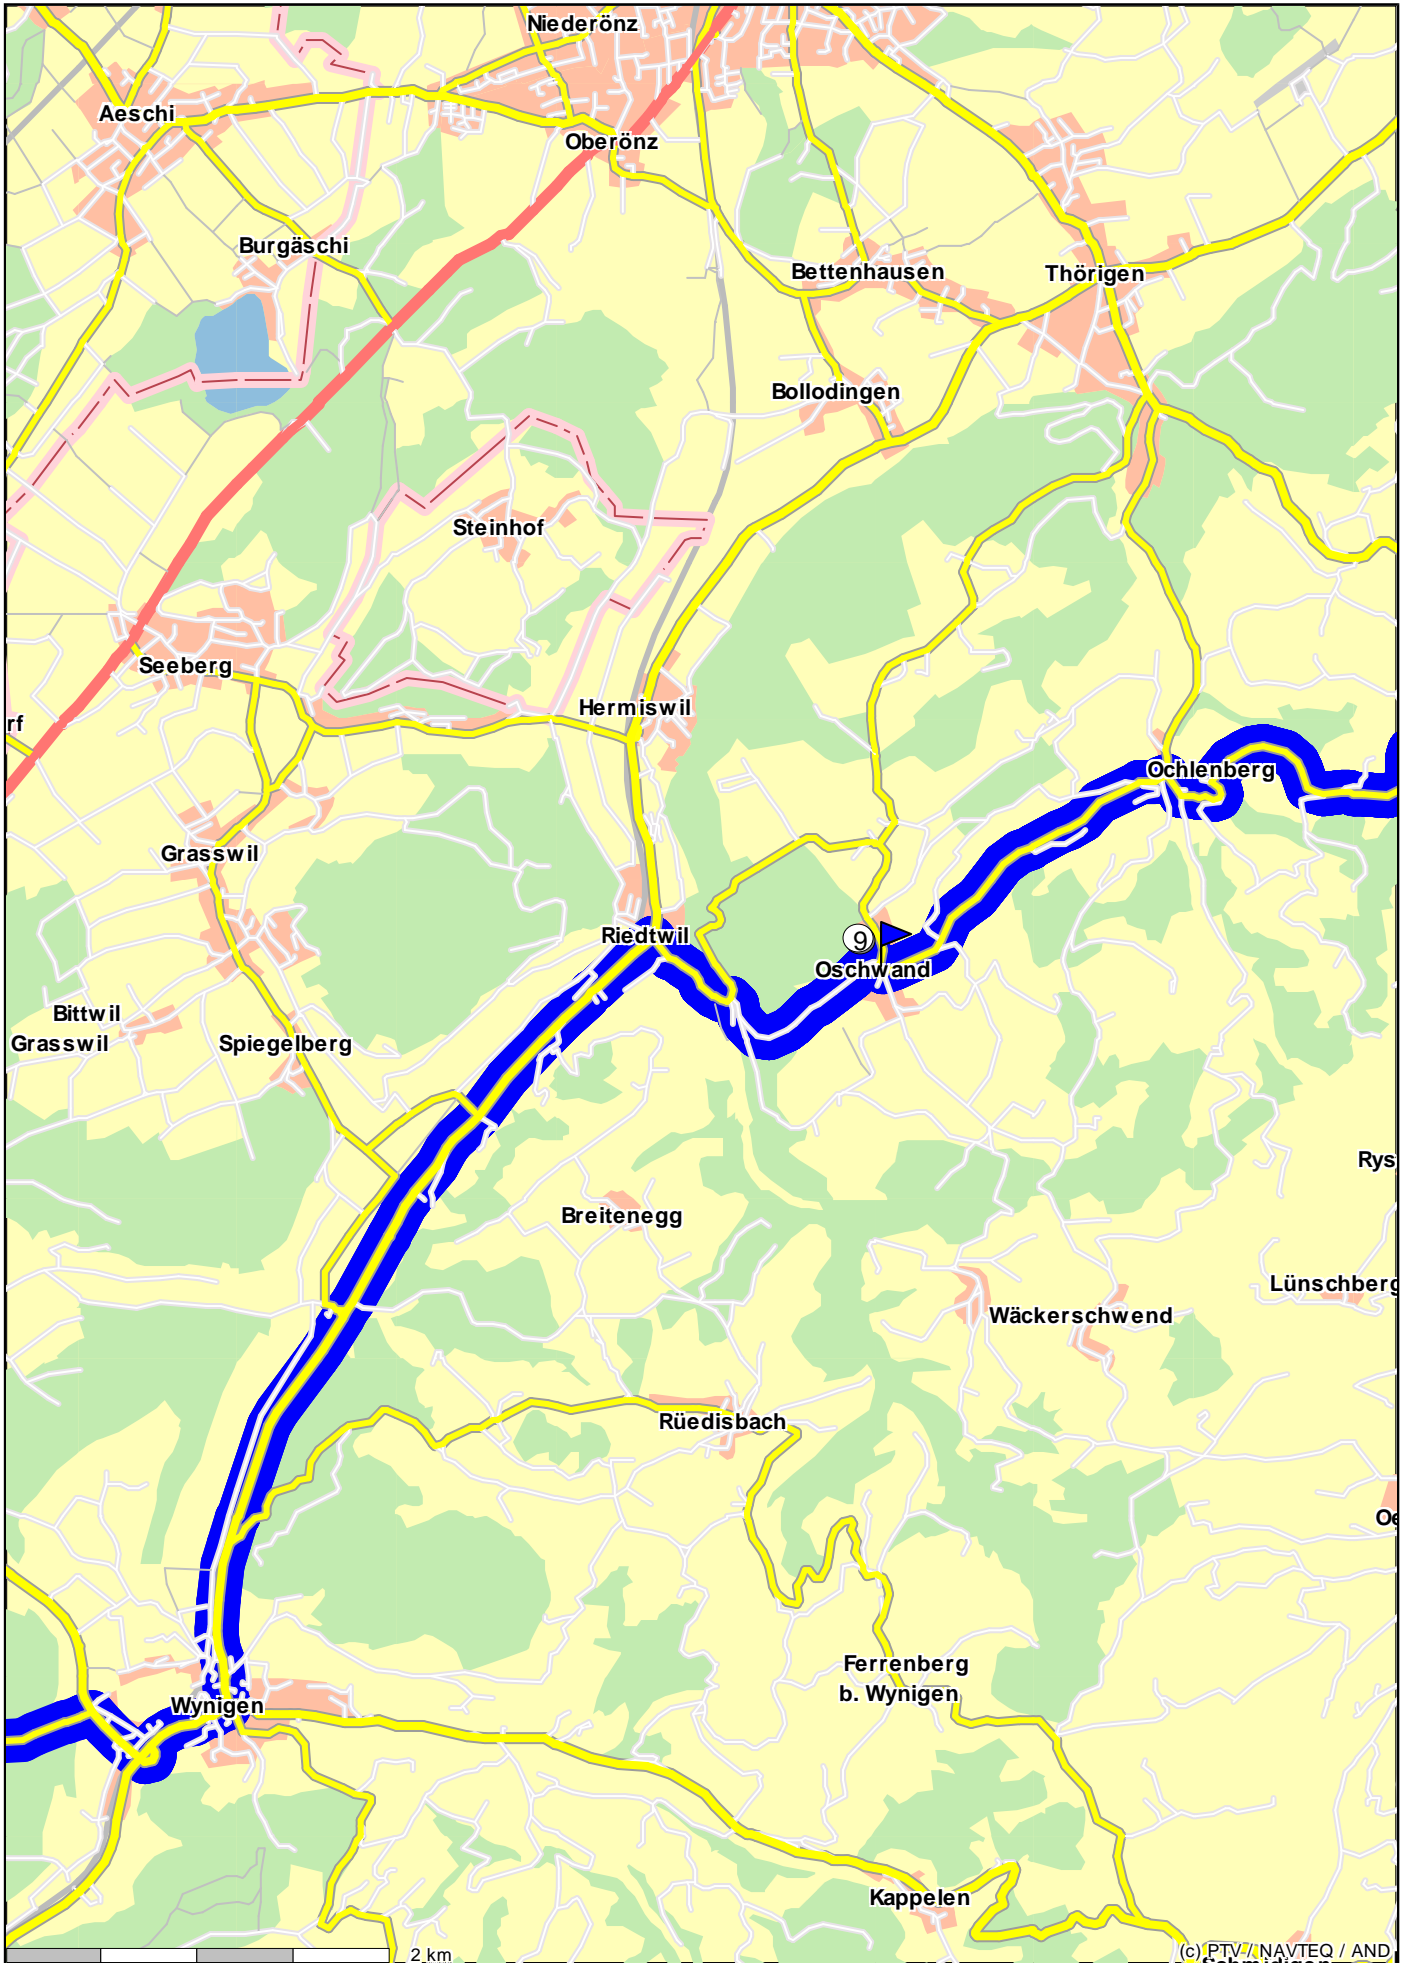 Niederönz
Aeschi
Oberönz
Burgäschi
Bettenhausen
Thörigen
Bollodingen
Steinhof
Seeberg
Hermiswil
rf
Ochlenberg
Grasswil
Riedtwil
9
Oschwand
Bittwil
Grasswil
Spiegelberg
Rys
Breitenegg
Lünschberg
Wäckerschwend
Rüedisbach
Oe
Ferrenberg
b. Wynigen
Wynigen
Kappelen
2 km
(c) PTV / NAVTEQ / AND
Schmidigen